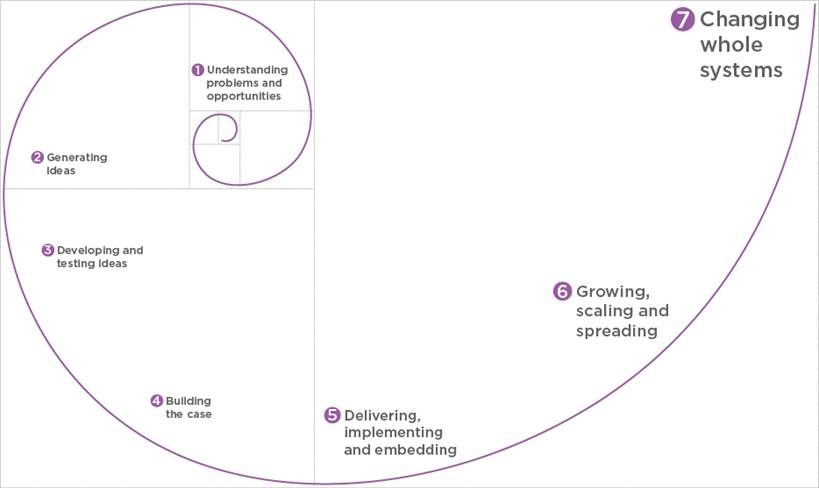 1 Understanding
problems and
opportunities
2 Generating
ideas
3 Developing and
testing ideas
4 Building
the case
5 Delivering,
implementing
and embedding
6 Growing,
scaling and
spreading
7 Changing
whole
systems